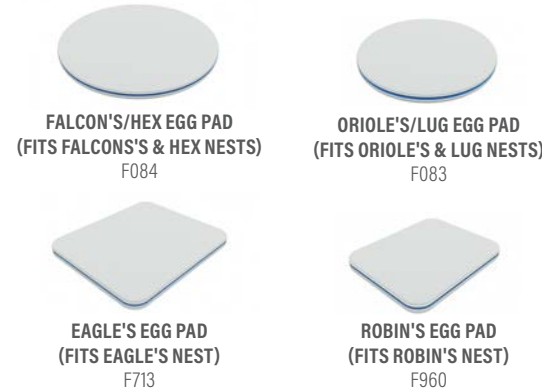 FALCON'S/HEX EGG PAD
(FITS FALCONS'S & HEX NESTS)
F084
ORIOLE'S/LUG EGG PAD
(FITS ORIOLE'S & LUG NESTS)
F083
EAGLE'S EGG PAD
(FITS EAGLE'S NEST)
F713
ROBIN'S EGG PAD
(FITS ROBIN'S NEST)
F960